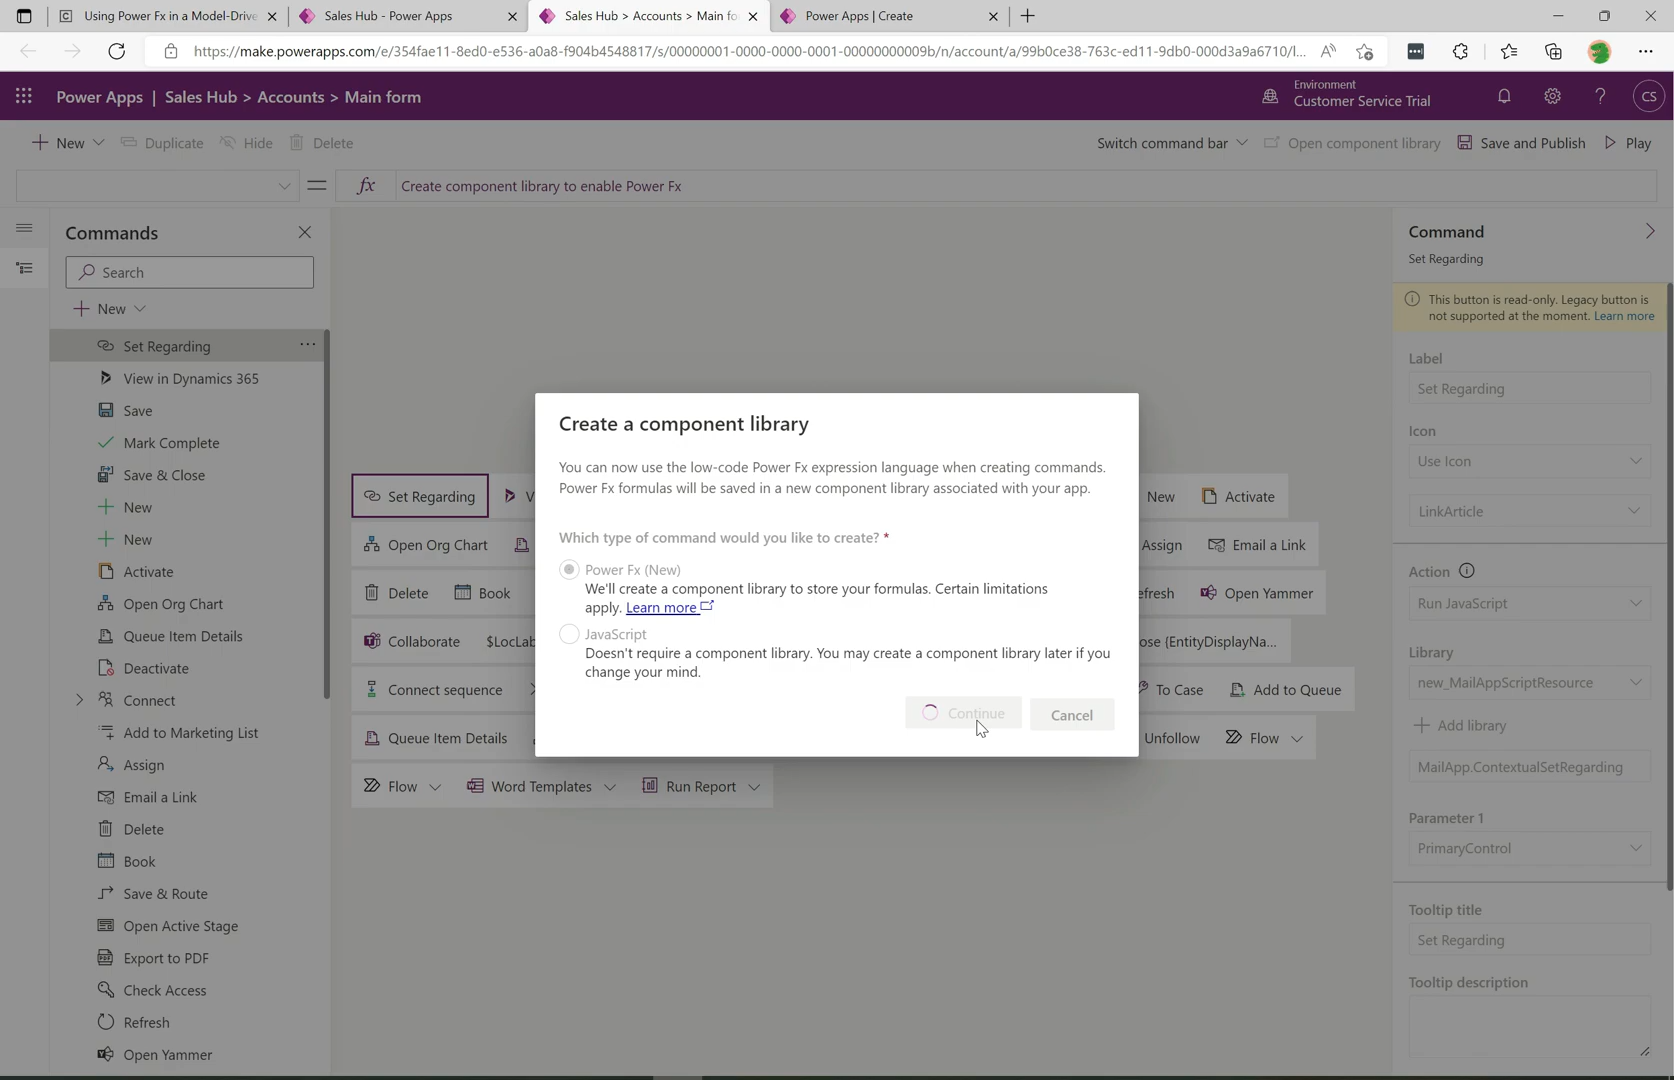 Using Power Fx in a Model-Drive
Sales Hub - Power Apps
Sales Hub > Accounts > Main fo
Power Apps | Create
https://make.powerapps.com/e/354fae11-8ed0-e536-a0a8-f904b4548817/s/00000001-0000-0000-0001-00000000009b/n/account/a/99b0ce38-763c-ed11-9db0-000d3a9a6710/l...
Power Apps | Sales Hub > Accounts > Main form
Environment
Customer Service Trial
CS
New
Duplicate
Hide
Delete
Switch command bar
Open component library
Save and Publish
Play
fx
Create component library to enable Power Fx
Commands
Search
New
Set Regarding
View in Dynamics 365
Save
Mark Complete
Save & Close
New
New
Activate
Open Org Chart
Queue Item Details
Deactivate
Connect
Add to Marketing List
Assign
Email a Link
Delete
Book
Save & Route
Open Active Stage
Export to PDF
Check Access
Refresh
Open Yammer
Set Regarding
V
New
Activate
Open Org Chart
Assign
Email a Link
Delete
Book
efresh
Open Yammer
Collaborate
$LocLab
ose {EntityDisplayNa...
Connect sequence
To Case
Add to Queue
Queue Item Details
Unfollow
Flow
Flow
Word Templates
Run Report
Create a component library
You can now use the low-code Power Fx expression language when creating commands.
Power Fx formulas will be saved in a new component library associated with your app.
Which type of command would you like to create? *
Power Fx (New)
We'll create a component library to store your formulas. Certain limitations
apply. Learn more
JavaScript
Doesn't require a component library. You may create a component library later if you
change your mind.
Continue
Cancel
Command
Set Regarding
This button is read-only. Legacy button is
not supported at the moment. Learn more
Label
Set Regarding
Icon
Use Icon
LinkArticle
Action
Run JavaScript
Library
new_MailAppScriptResource
Add library
MailApp.ContextualSetRegarding
Parameter 1
PrimaryControl
Tooltip title
Set Regarding
Tooltip description